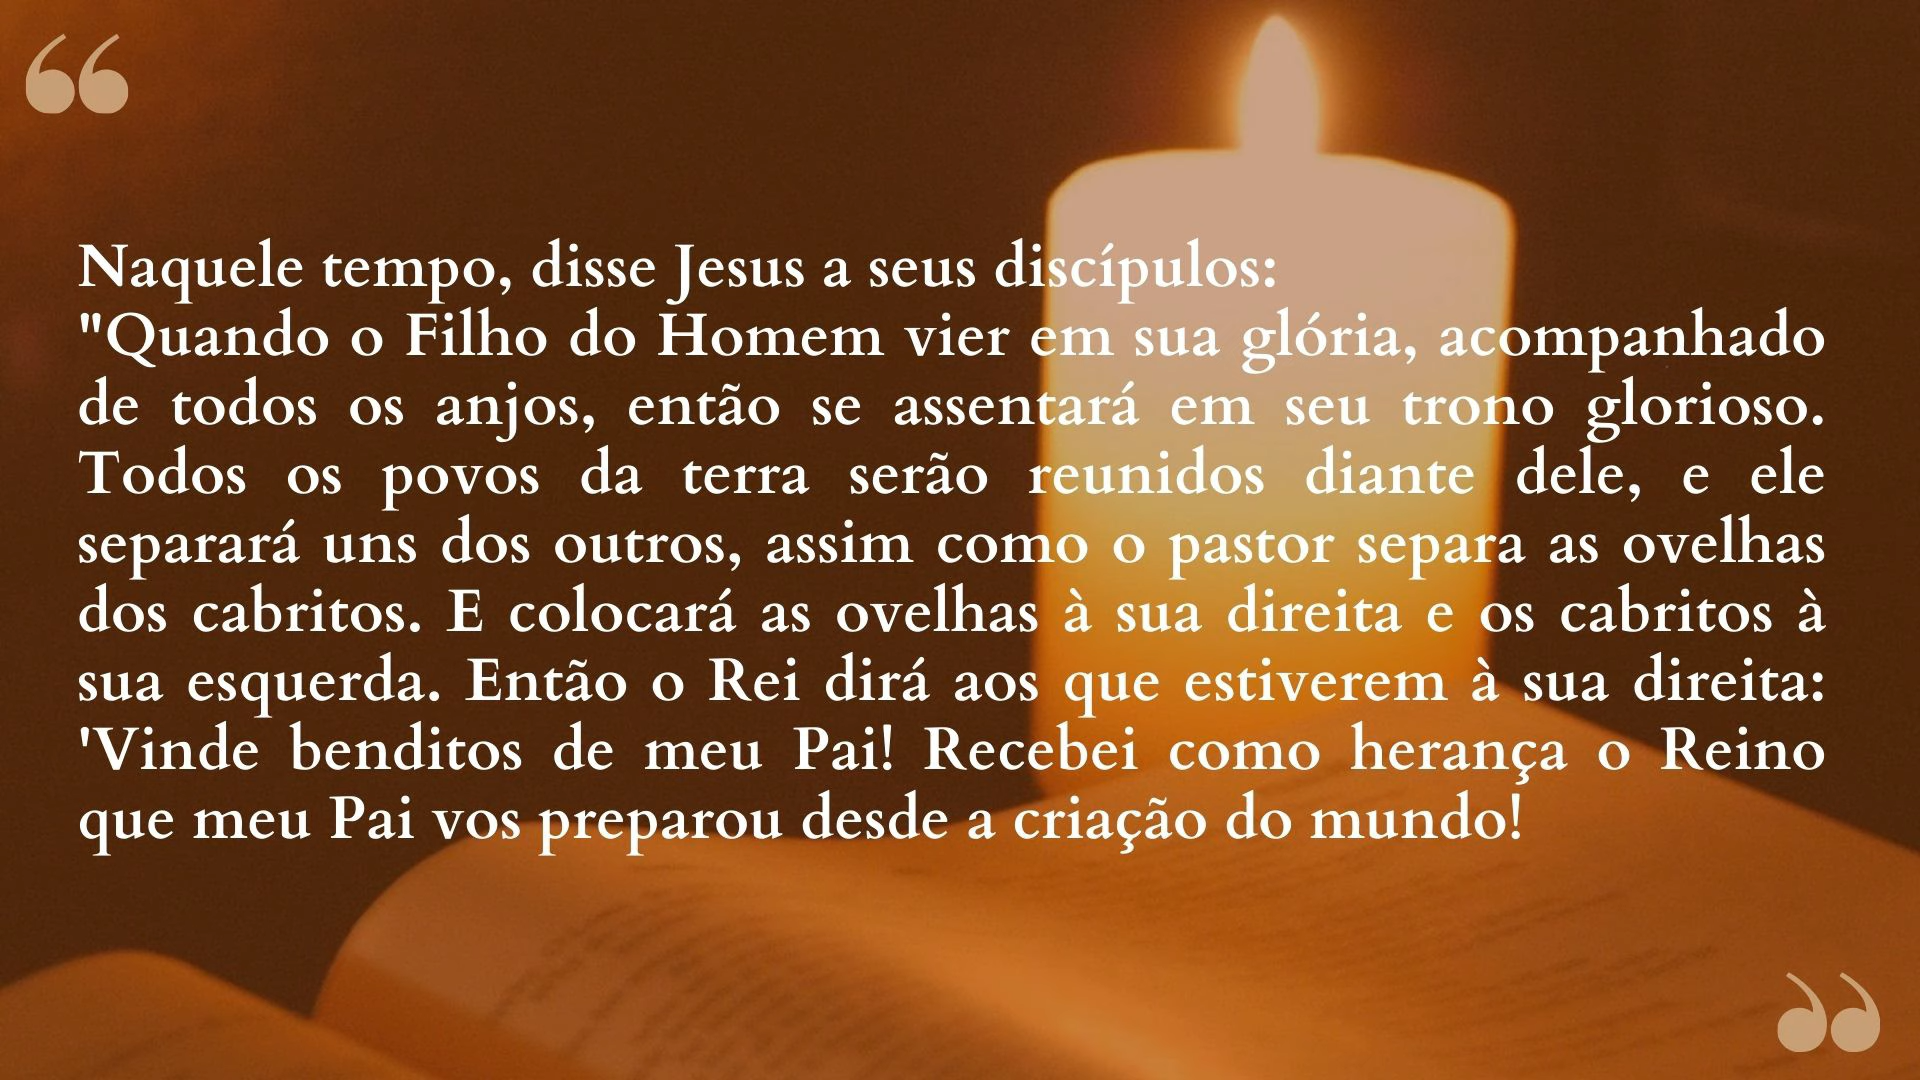 Naquele tempo, disse Jesus a seus discípulos:
"Quando o Filho do Homem vier em sua glória, acompanhado
de todos os anjos, então se assentará em seu trono glorioso.
Todos os povos da terra serão reunidos diante dele, e ele
separará uns dos outros, assim como o pastor separa as ovelhas
dos cabritos. E colocará as ovelhas à sua direita e os cabritos à
sua esquerda. Então o Rei dirá aos que estiverem à sua direita:
'Vinde benditos de meu Pai! Recebei como herança o Reino
que meu Pai vos preparou desde a criação do mundo!